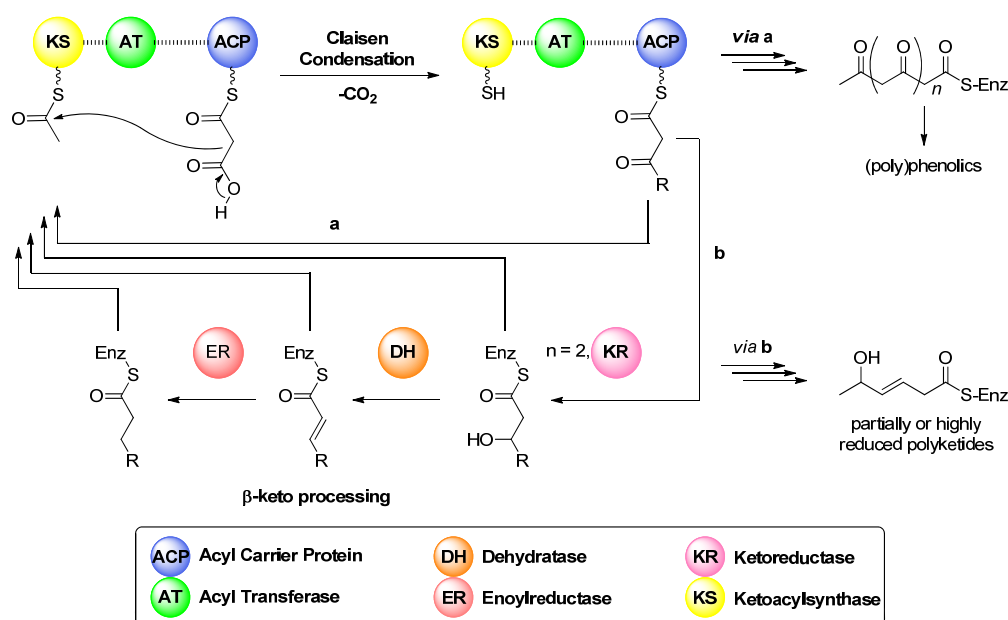 KS AT ACP
S
O
S
O
O
O
H
Claisen
Condensation
-CO₂
KS AT ACP
SH
S
O
O
R
via a
O O O
n S-Enz
(poly)phenolics
a
b
Enz
S
O
R
ER
Enz
S
O
R
DH
Enz
S
O
HO
R
n = 2, KR
via b
OH O
S-Enz
partially or highly
reduced polyketides
β-keto processing
ACP Acyl Carrier Protein DH Dehydratase KR Ketoreductase
AT Acyl Transferase ER Enoylreductase KS Ketoacylsynthase